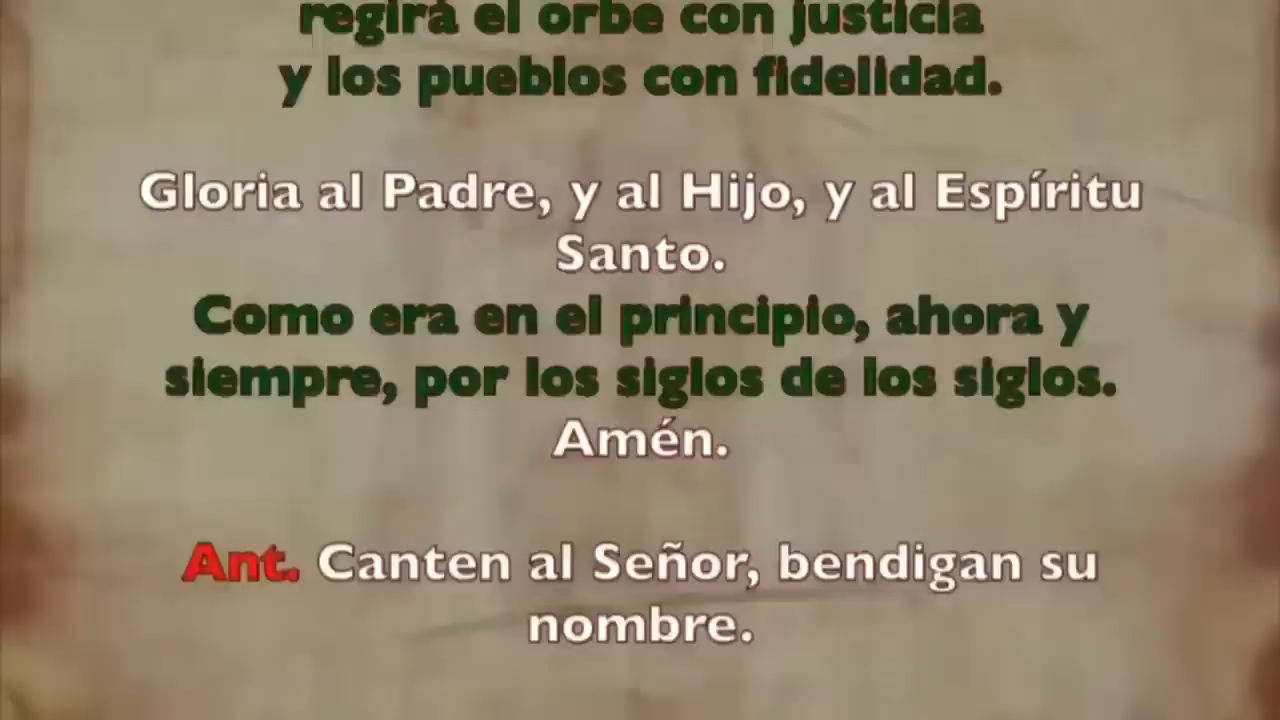 regirá el orbe con justicia
y los pueblos con fidelidad.
Gloria al Padre, y al Hijo, y al Espíritu
Santo.
Como era en el principio, ahora y
siempre, por los siglos de los siglos.
Amén.
Ant. Canten al Señor, bendigan su
nombre.